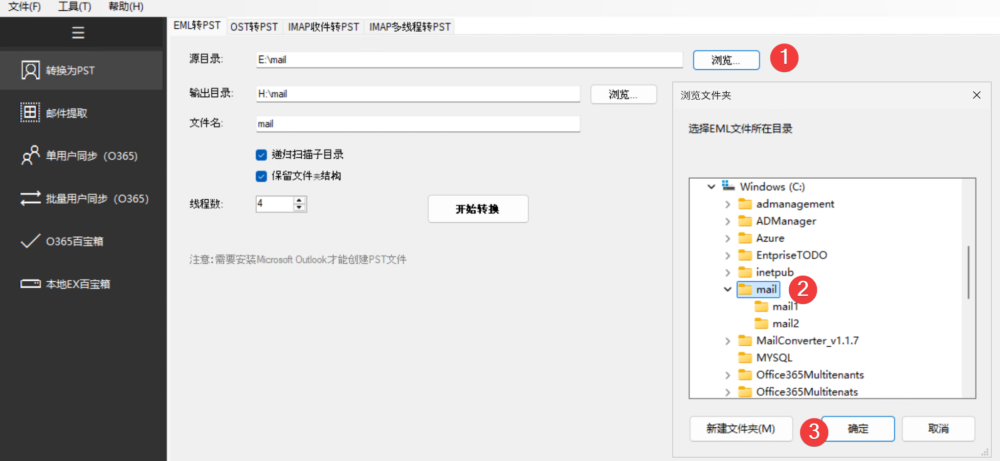 文件(F) 工具(T) 帮助(H)
转换为PST
邮件提取
单用户同步（O365）
批量用户同步（O365）
O365百宝箱
本地EX百宝箱
EML转PST OST转PST IMAP收件转PST IMAP多线程转PST
源目录: E:\mail 浏览... 1
输出目录: H:\mail 浏览...
文件名: mail
递归扫描子目录
保留文件夹结构
线程数: 4 开始转换
注意:需要安装Microsoft Outlook才能创建PST文件
浏览文件夹
选择EML文件所在目录
Windows (C:)
admanagement
ADManager
Azure
EntpriseTODO
inetpub
mail 2
mail1
mail2
MailConverter_v1.1.7
MYSQL
Office365Multitenants
Office365Multitenats
新建文件夹(M) 3 确定 取消